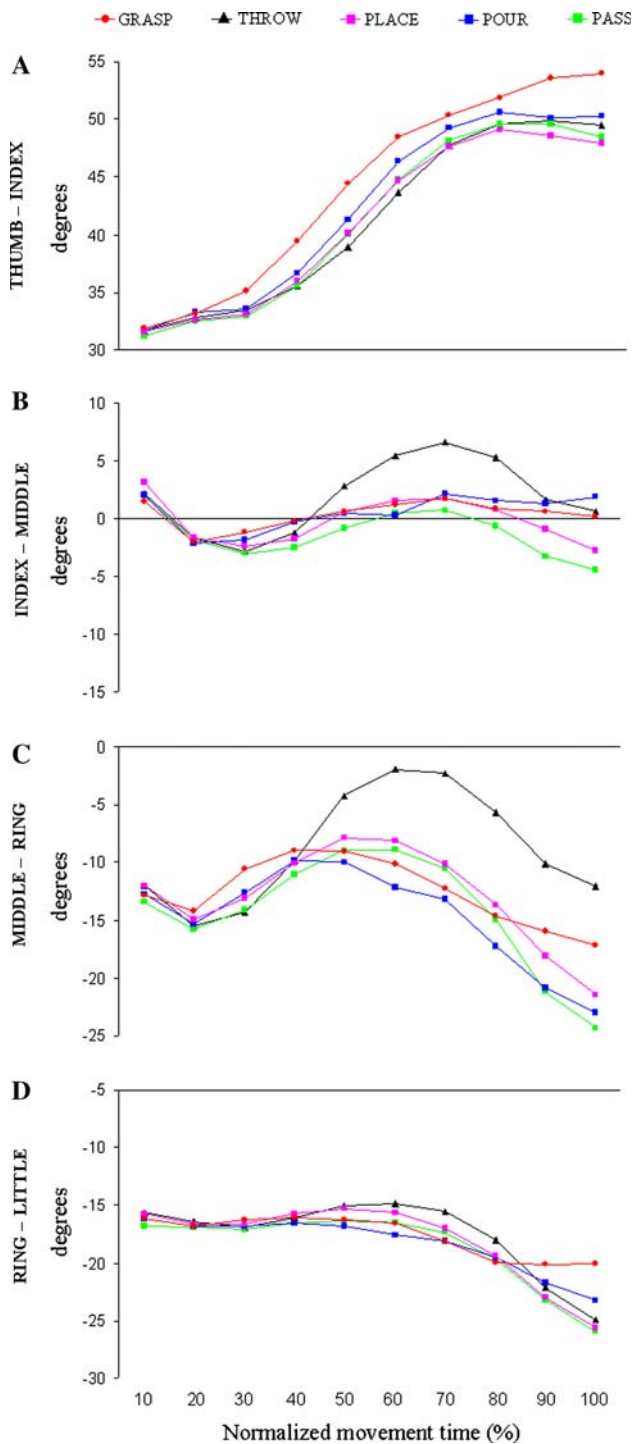 GRASP THROW PLACE POUR PASS
A
THUMB – INDEX
degrees
55
50
45
40
35
30
B
INDEX – MIDDLE
degrees
10
5
0
-5
-10
-15
C
MIDDLE – RING
degrees
0
-5
-10
-15
-20
-25
D
RING – LITTLE
degrees
-5
-10
-15
-20
-25
-30
10 20 30 40 50 60 70 80 90 100
Normalized movement time (%)